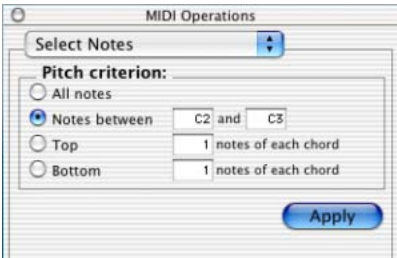 MIDI Operations
Select Notes
Pitch criterion:
All notes
Notes between C2 and C3
Top 1 notes of each chord
Bottom 1 notes of each chord
Apply